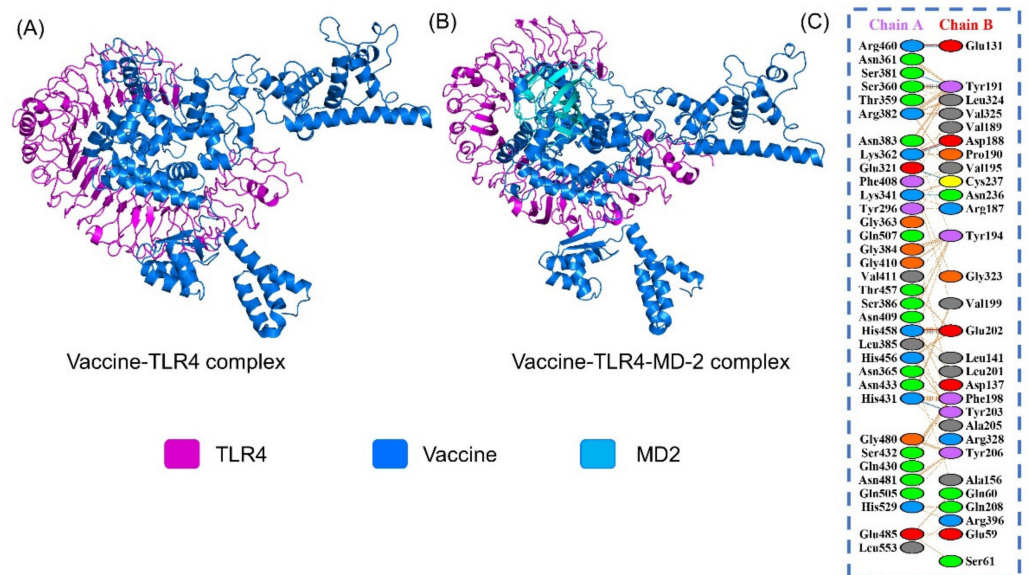 (A)
(B)
(C)
Chain A Chain B
Arg460 Glu131
Asn361
Ser381
Ser360 Tyr191
Thr359 Leu324
Arg382 Val325
Val189
Asn383 Asp188
Lys362 Pro190
Glu321 Val195
Phe408 Cys237
Lys341 Asn236
Tyr296 Arg187
Gly363
Gln507 Tyr194
Gly384
Gly410
Val411 Gly323
Thr457
Ser386 Val199
Asn409
His458 Glu202
Leu385
His456 Leu141
Asn365 Leu201
Asn433 Asp137
His431 Phe198
Tyr203
Ala205
Gly480 Arg328
Ser432 Tyr206
Gln430
Asn481 Ala156
Gln505 Gln60
His529 Gln208
Arg396
Glu485 Glu59
Leu553
Ser61
Vaccine-TLR4 complex
Vaccine-TLR4-MD-2 complex
TLR4 Vaccine MD2